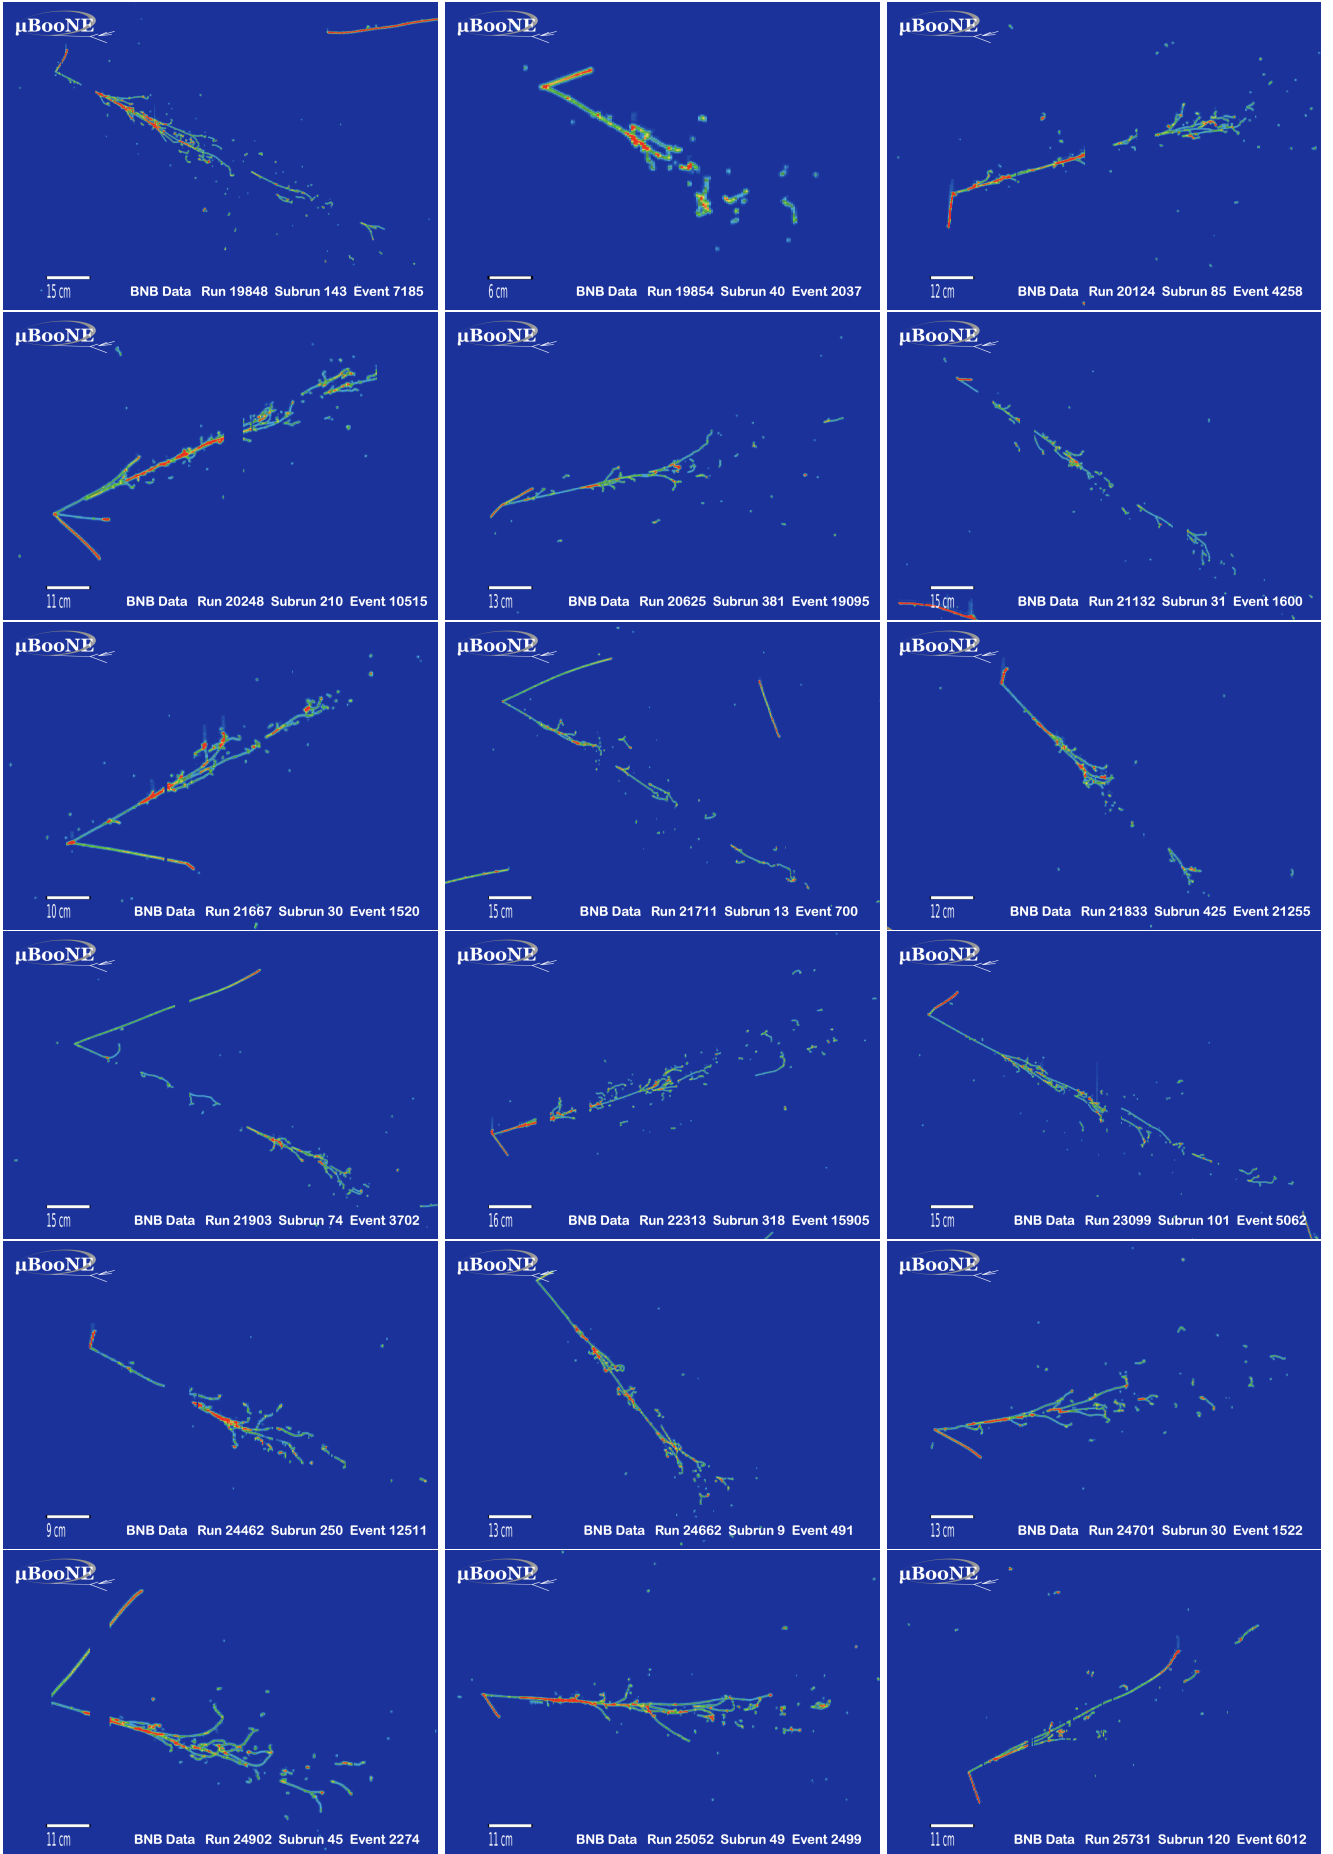 µBooNE
15 cm
BNB Data Run 19848 Subrun 143 Event 7185
µBooNE
6 cm
BNB Data Run 19854 Subrun 40 Event 2037
µBooNE
12 cm
BNB Data Run 20124 Subrun 85 Event 4258
µBooNE
11 cm
BNB Data Run 20248 Subrun 210 Event 10515
µBooNE
13 cm
BNB Data Run 20625 Subrun 381 Event 19095
µBooNE
15 cm
BNB Data Run 21132 Subrun 31 Event 1600
µBooNE
10 cm
BNB Data Run 21667 Subrun 30 Event 1520
µBooNE
15 cm
BNB Data Run 21711 Subrun 13 Event 700
µBooNE
12 cm
BNB Data Run 21833 Subrun 425 Event 21255
µBooNE
15 cm
BNB Data Run 21903 Subrun 74 Event 3702
µBooNE
16 cm
BNB Data Run 22313 Subrun 318 Event 15905
µBooNE
15 cm
BNB Data Run 23099 Subrun 101 Event 5062
µBooNE
9 cm
BNB Data Run 24462 Subrun 250 Event 12511
µBooNE
13 cm
BNB Data Run 24662 Subrun 9 Event 491
µBooNE
13 cm
BNB Data Run 24701 Subrun 30 Event 1522
µBooNE
11 cm
BNB Data Run 24902 Subrun 45 Event 2274
µBooNE
11 cm
BNB Data Run 25052 Subrun 49 Event 2499
µBooNE
11 cm
BNB Data Run 25731 Subrun 120 Event 6012